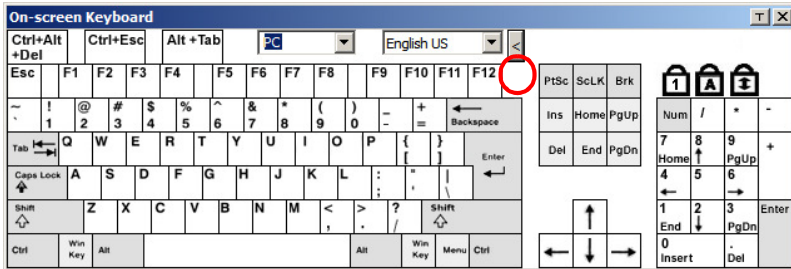 On-screen Keyboard T X
Ctrl+Alt +Del Ctrl+Esc Alt +Tab PC English US <
Esc F1 F2 F3 F4 F5 F6 F7 F8 F9 F10 F11 F12 PtSc ScLK Brk 1 A
~ ! @ # $ % ^ & * ( ) _ +
` 1 2 3 4 5 6 7 8 9 0 - = Backspace Ins Home PgUp Num / * -
Tab Q W E R T Y U I O P { } Del End PgDn 7 8 9 +
[ ] Enter Home PgUp
Caps Lock A S D F G H J K L : " | 4 5 6
; ' \
Shift Z X C V B N M < > ? Shift 1 2 3 Enter
, . / End PgDn
Ctrl Win Key Alt Alt Win Key Menu Ctrl 0 .
Insert Del